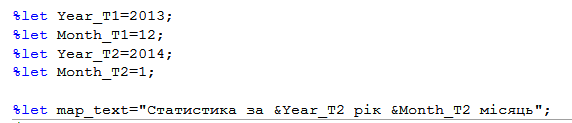 %let Year_T1=2013;
%let Month_T1=12;
%let Year_T2=2014;
%let Month_T2=1;
%let map_text="Статистика за &Year_T2 рік &Month_T2 місяць";